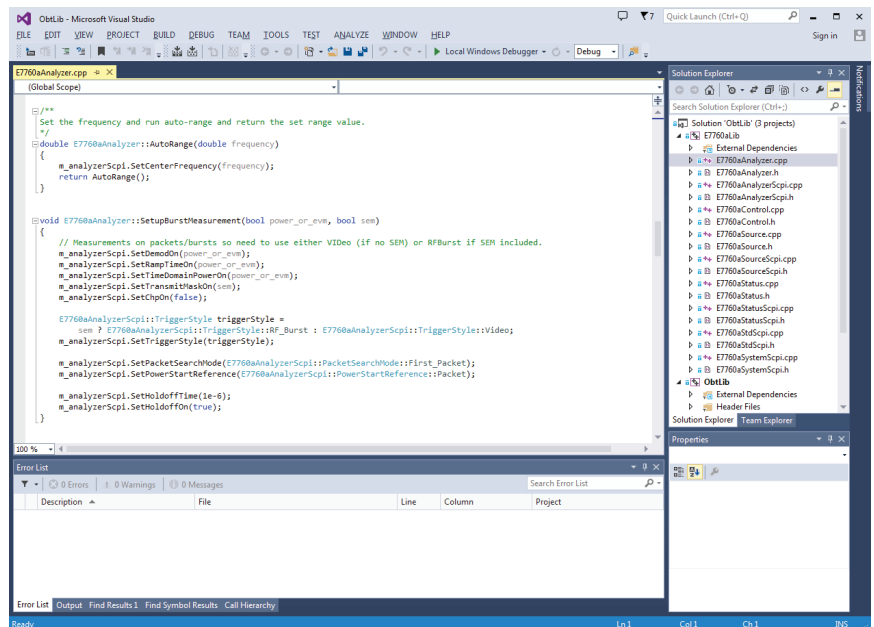 ObtLib - Microsoft Visual Studio
7
Quick Launch (Ctrl+Q)
FILE EDIT VIEW PROJECT BUILD DEBUG TEAM TOOLS TEST ANALYZE WINDOW HELP
Sign in
Local Windows Debugger
Debug
E7760aAnalyzer.cpp
(Global Scope)
/**
Set the frequency and run auto-range and return the set range value.
*/
double E7760aAnalyzer::AutoRange(double frequency)
{
m_analyzerScpi.SetCenterFrequency(frequency);
return AutoRange();
}
void E7760aAnalyzer::SetupBurstMeasurement(bool power_or_evm, bool sem)
{
// Measurements on packets/bursts so need to use either VIDeo (if no SEM) or RFBurst if SEM included.
m_analyzerScpi.SetDemodOn(power_or_evm);
m_analyzerScpi.SetRampTimeOn(power_or_evm);
m_analyzerScpi.SetTimeDomainPowerOn(power_or_evm);
m_analyzerScpi.SetTransmitMaskOn(sem);
m_analyzerScpi.SetChpOn(false);
E7760aAnalyzerScpi::TriggerStyle triggerStyle =
sem ? E7760aAnalyzerScpi::TriggerStyle::RF_Burst : E7760aAnalyzerScpi::TriggerStyle::Video;
m_analyzerScpi.SetTriggerStyle(triggerStyle);
m_analyzerScpi.SetPacketSearchMode(E7760aAnalyzerScpi::PacketSearchMode::First_Packet);
m_analyzerScpi.SetPowerStartReference(E7760aAnalyzerScpi::PowerStartReference::Packet);
m_analyzerScpi.SetHoldoffTime(1e-6);
m_analyzerScpi.SetHoldoffOn(true);
}
100 %
Solution Explorer
Search Solution Explorer (Ctrl+;)
Solution 'ObtLib' (3 projects)
E7760aLib
External Dependencies
E7760aAnalyzer.cpp
E7760aAnalyzer.h
E7760aAnalyzerScpi.cpp
E7760aAnalyzerScpi.h
E7760aControl.cpp
E7760aControl.h
E7760aSource.cpp
E7760aSource.h
E7760aSourceScpi.cpp
E7760aSourceScpi.h
E7760aStatus.cpp
E7760aStatus.h
E7760aStatusScpi.cpp
E7760aStatusScpi.h
E7760aStdScpi.cpp
E7760aStdScpi.h
E7760aSystemScpi.cpp
E7760aSystemScpi.h
ObtLib
External Dependencies
Header Files
Solution Explorer Team Explorer
Notifications
Properties
Error List
0 Errors 0 Warnings 0 Messages
Search Error List
Description File Line Column Project
Error List Output Find Results 1 Find Symbol Results Call Hierarchy
Ready Ln 1 Col 1 Ch 1 INS